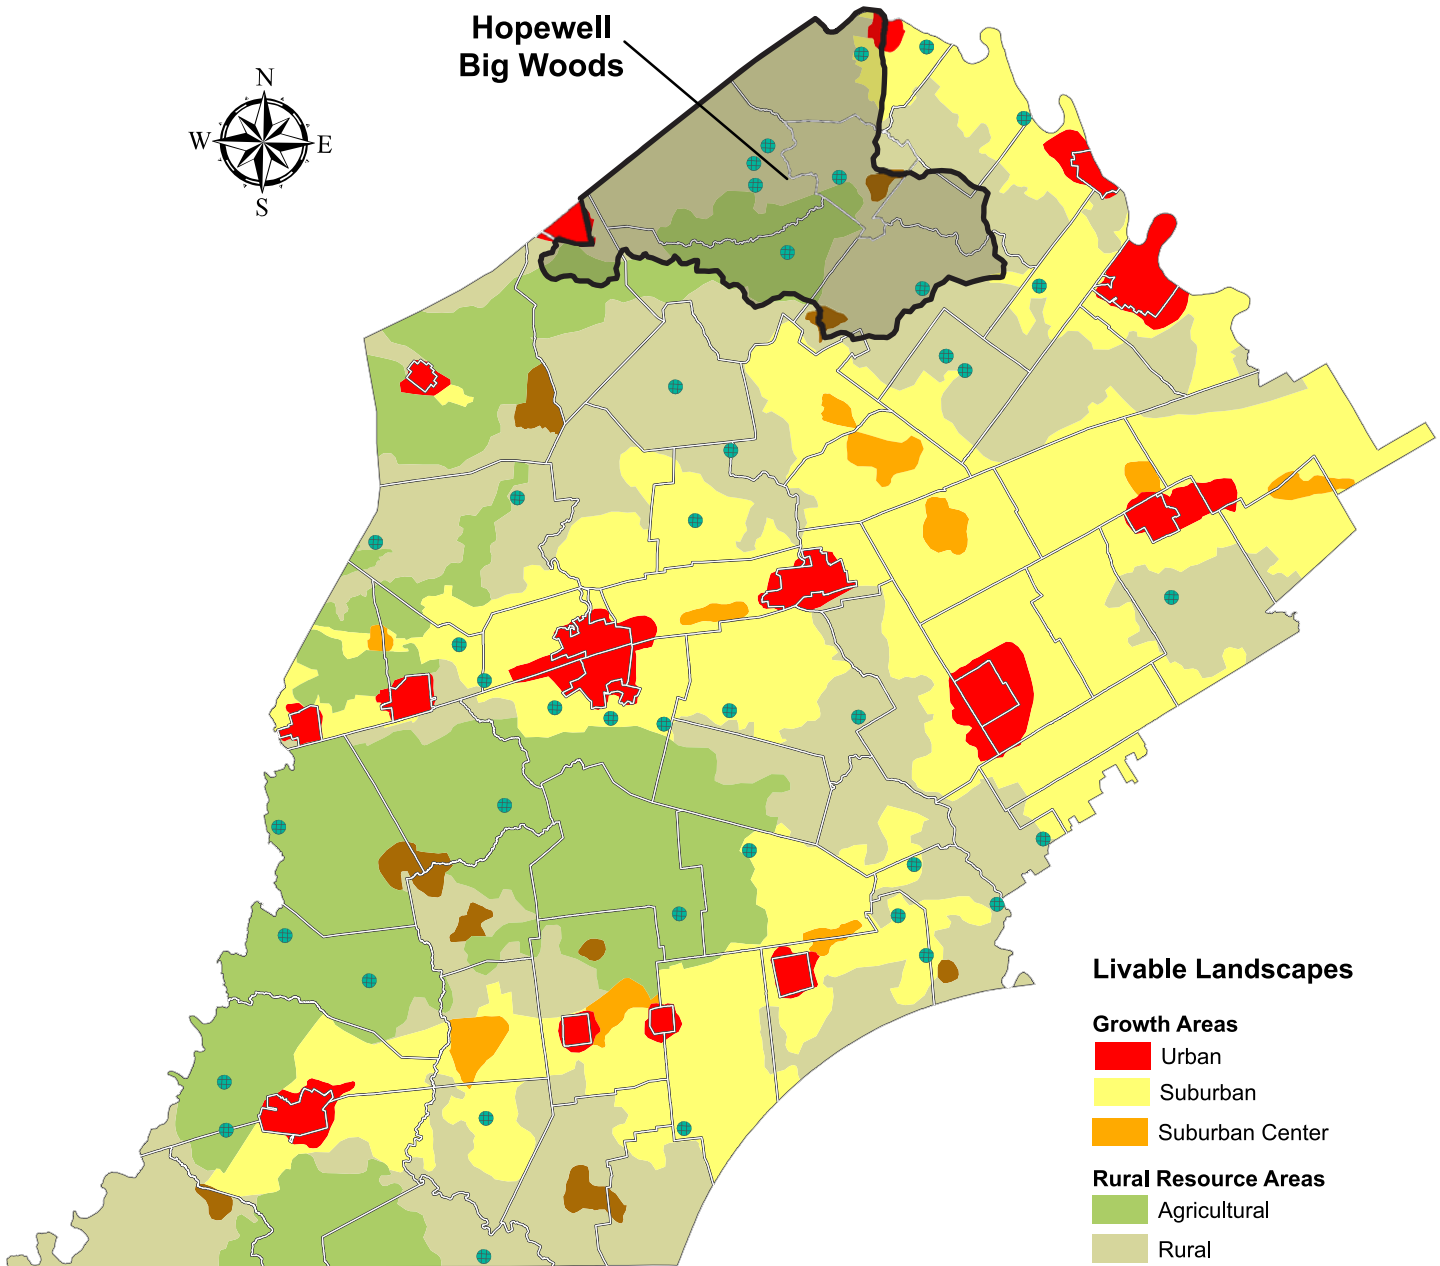 Hopewell
Big Woods
N
W
E
S
Livable Landscapes
Growth Areas
Urban
Suburban
Suburban Center
Rural Resource Areas
Agricultural
Rural